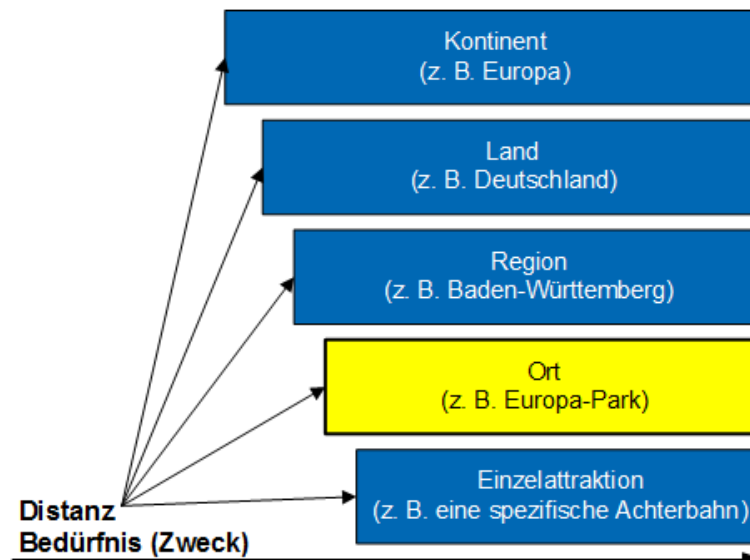 Kontinent
(z. B. Europa)
Land
(z. B. Deutschland)
Region
(z. B. Baden-Württemberg)
Ort
(z. B. Europa-Park)
Einzelattraktion
(z. B. eine spezifische Achterbahn)
Distanz
Bedürfnis (Zweck)